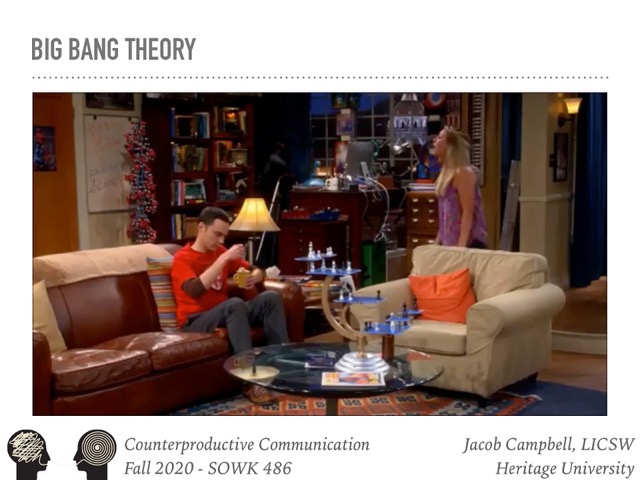 BIG BANG THEORY
Counterproductive Communication
Fall 2020 - SOWK 486
Jacob Campbell, LICSW
Heritage University